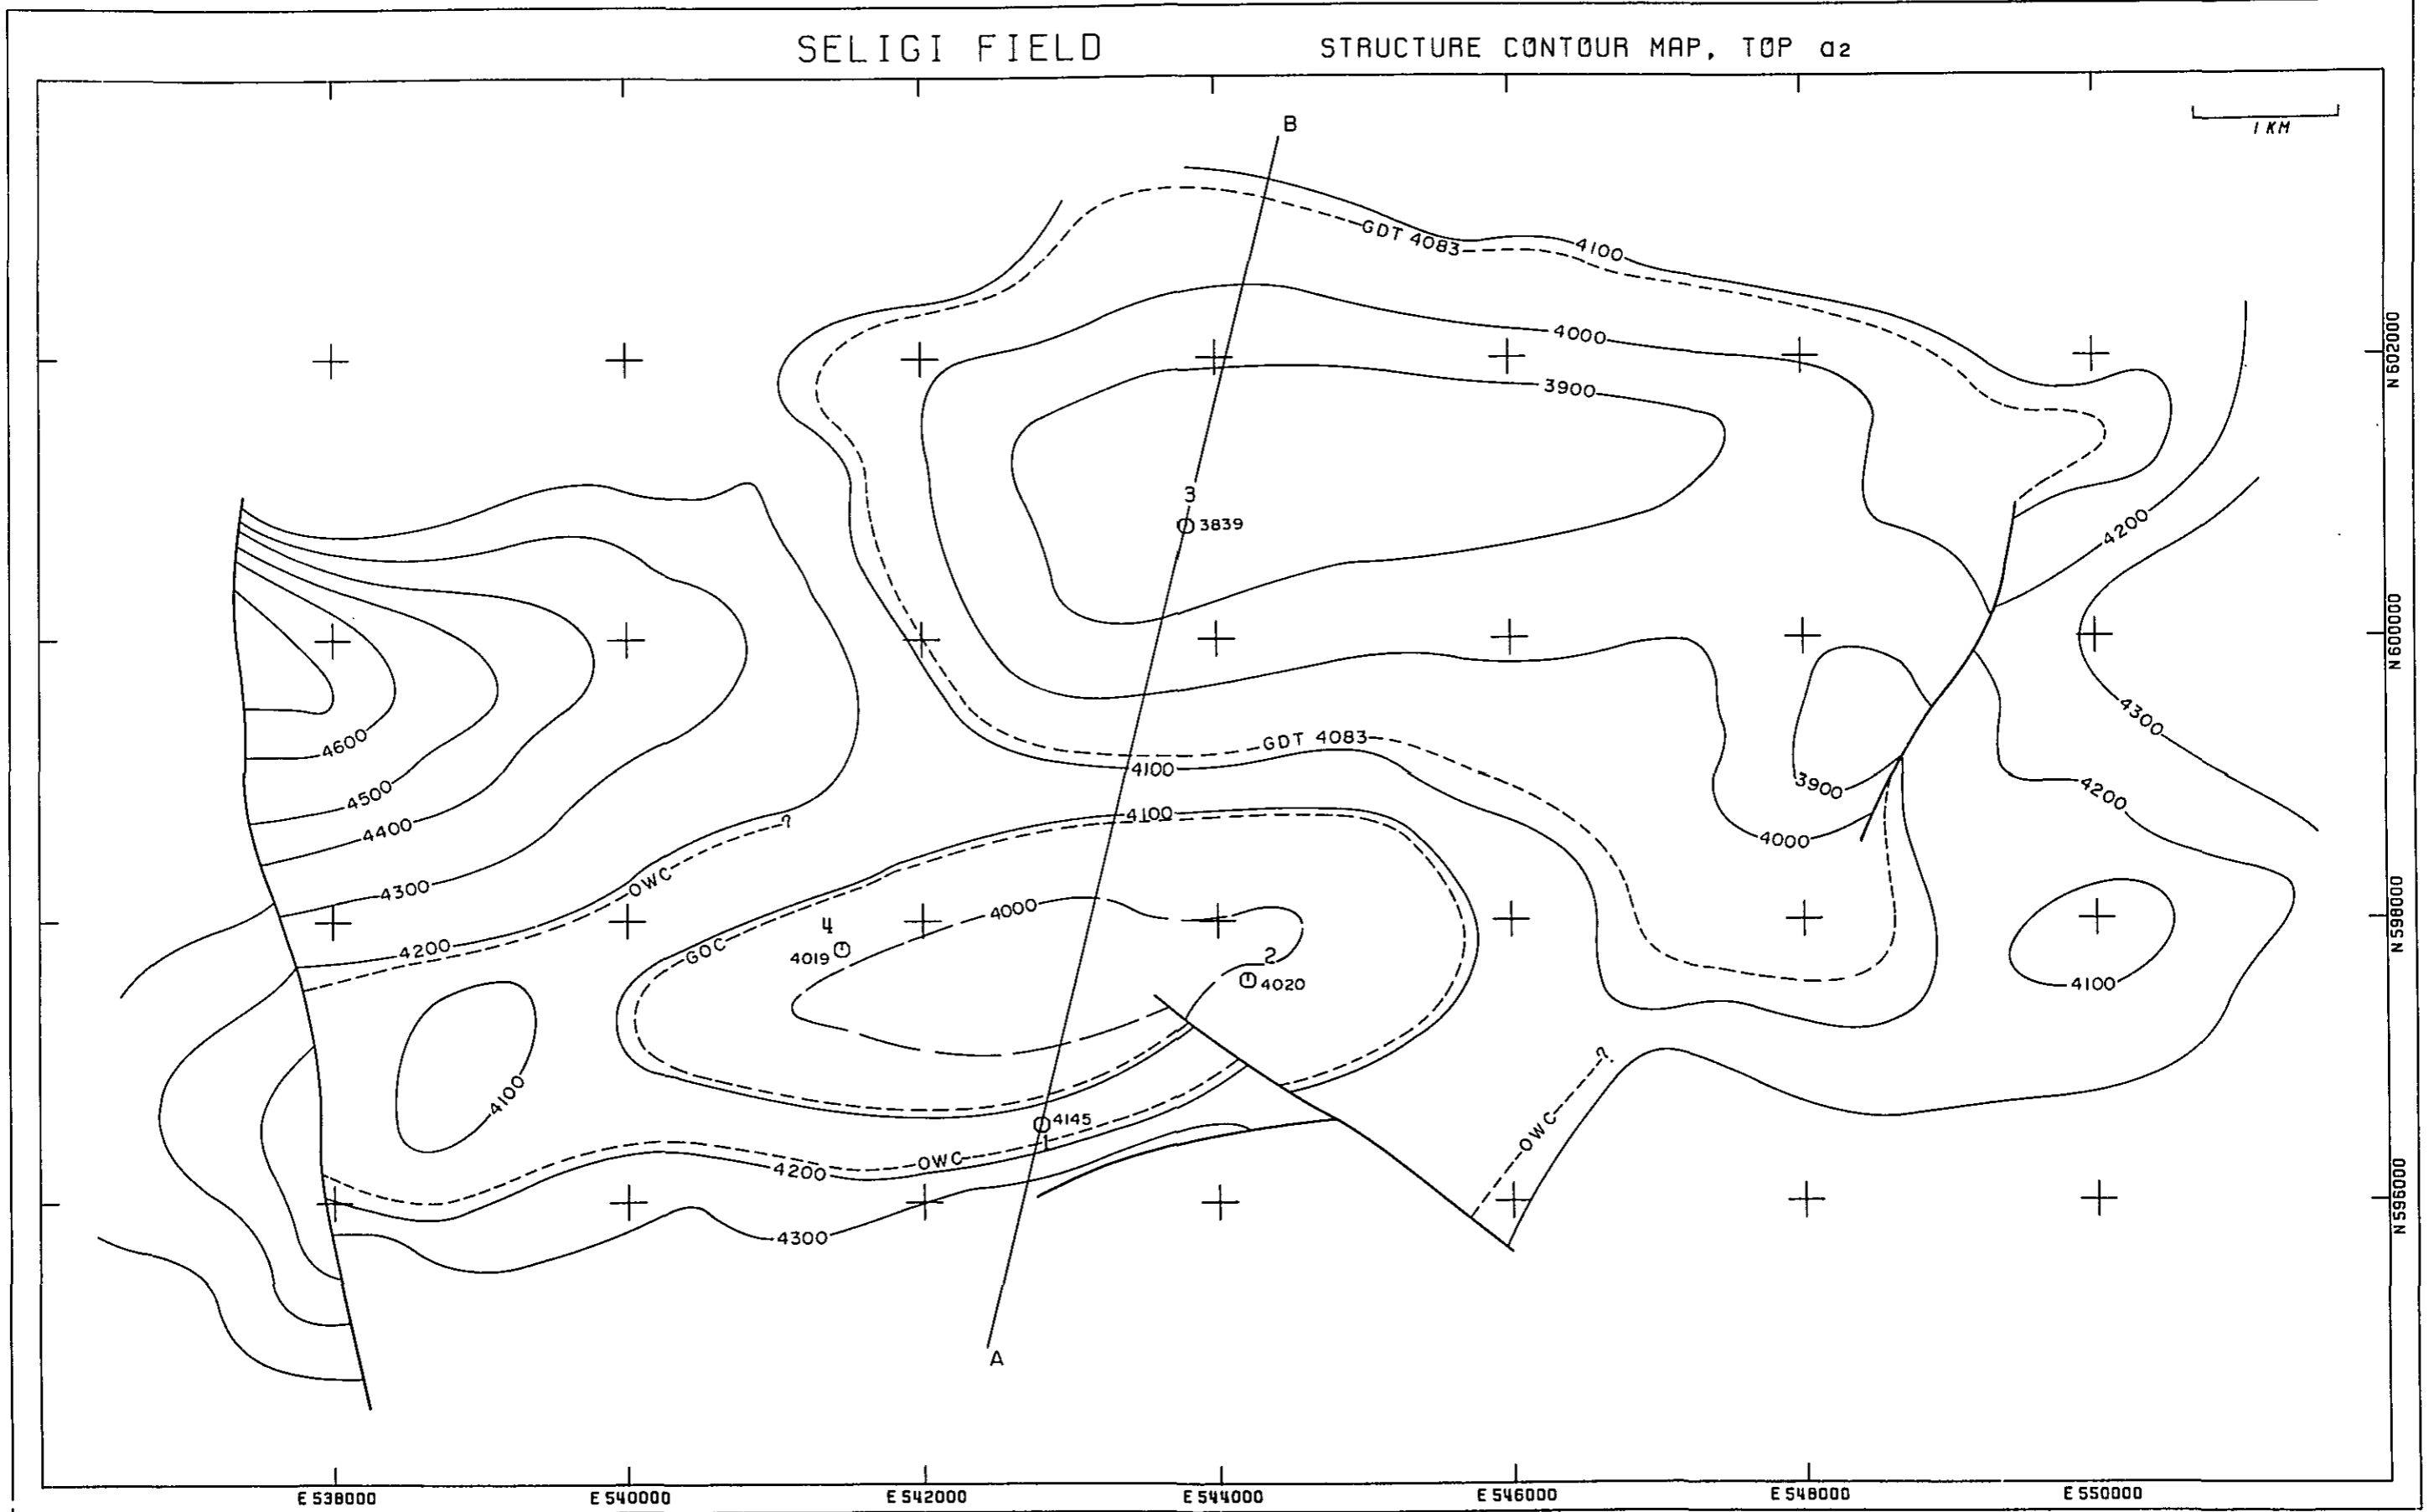 SELIGI FIELD
STRUCTURE CONTOUR MAP, TOP a2
1 KM
B
GDT 4083
4100
4000
N 602000
3900
3
3839
4200
N 600000
4300
4600
GDT 4083
4100
4500
3900
4200
4400
4100
?
4000
4300
OWC
4000
N 598000
4
4200
GOC
4019
2
4020
4100
?
4100
4145
1
OWC
OWC
4200
N 596000
4300
A
E 538000
E 540000
E 542000
E 544000
E 546000
E 548000
E 550000